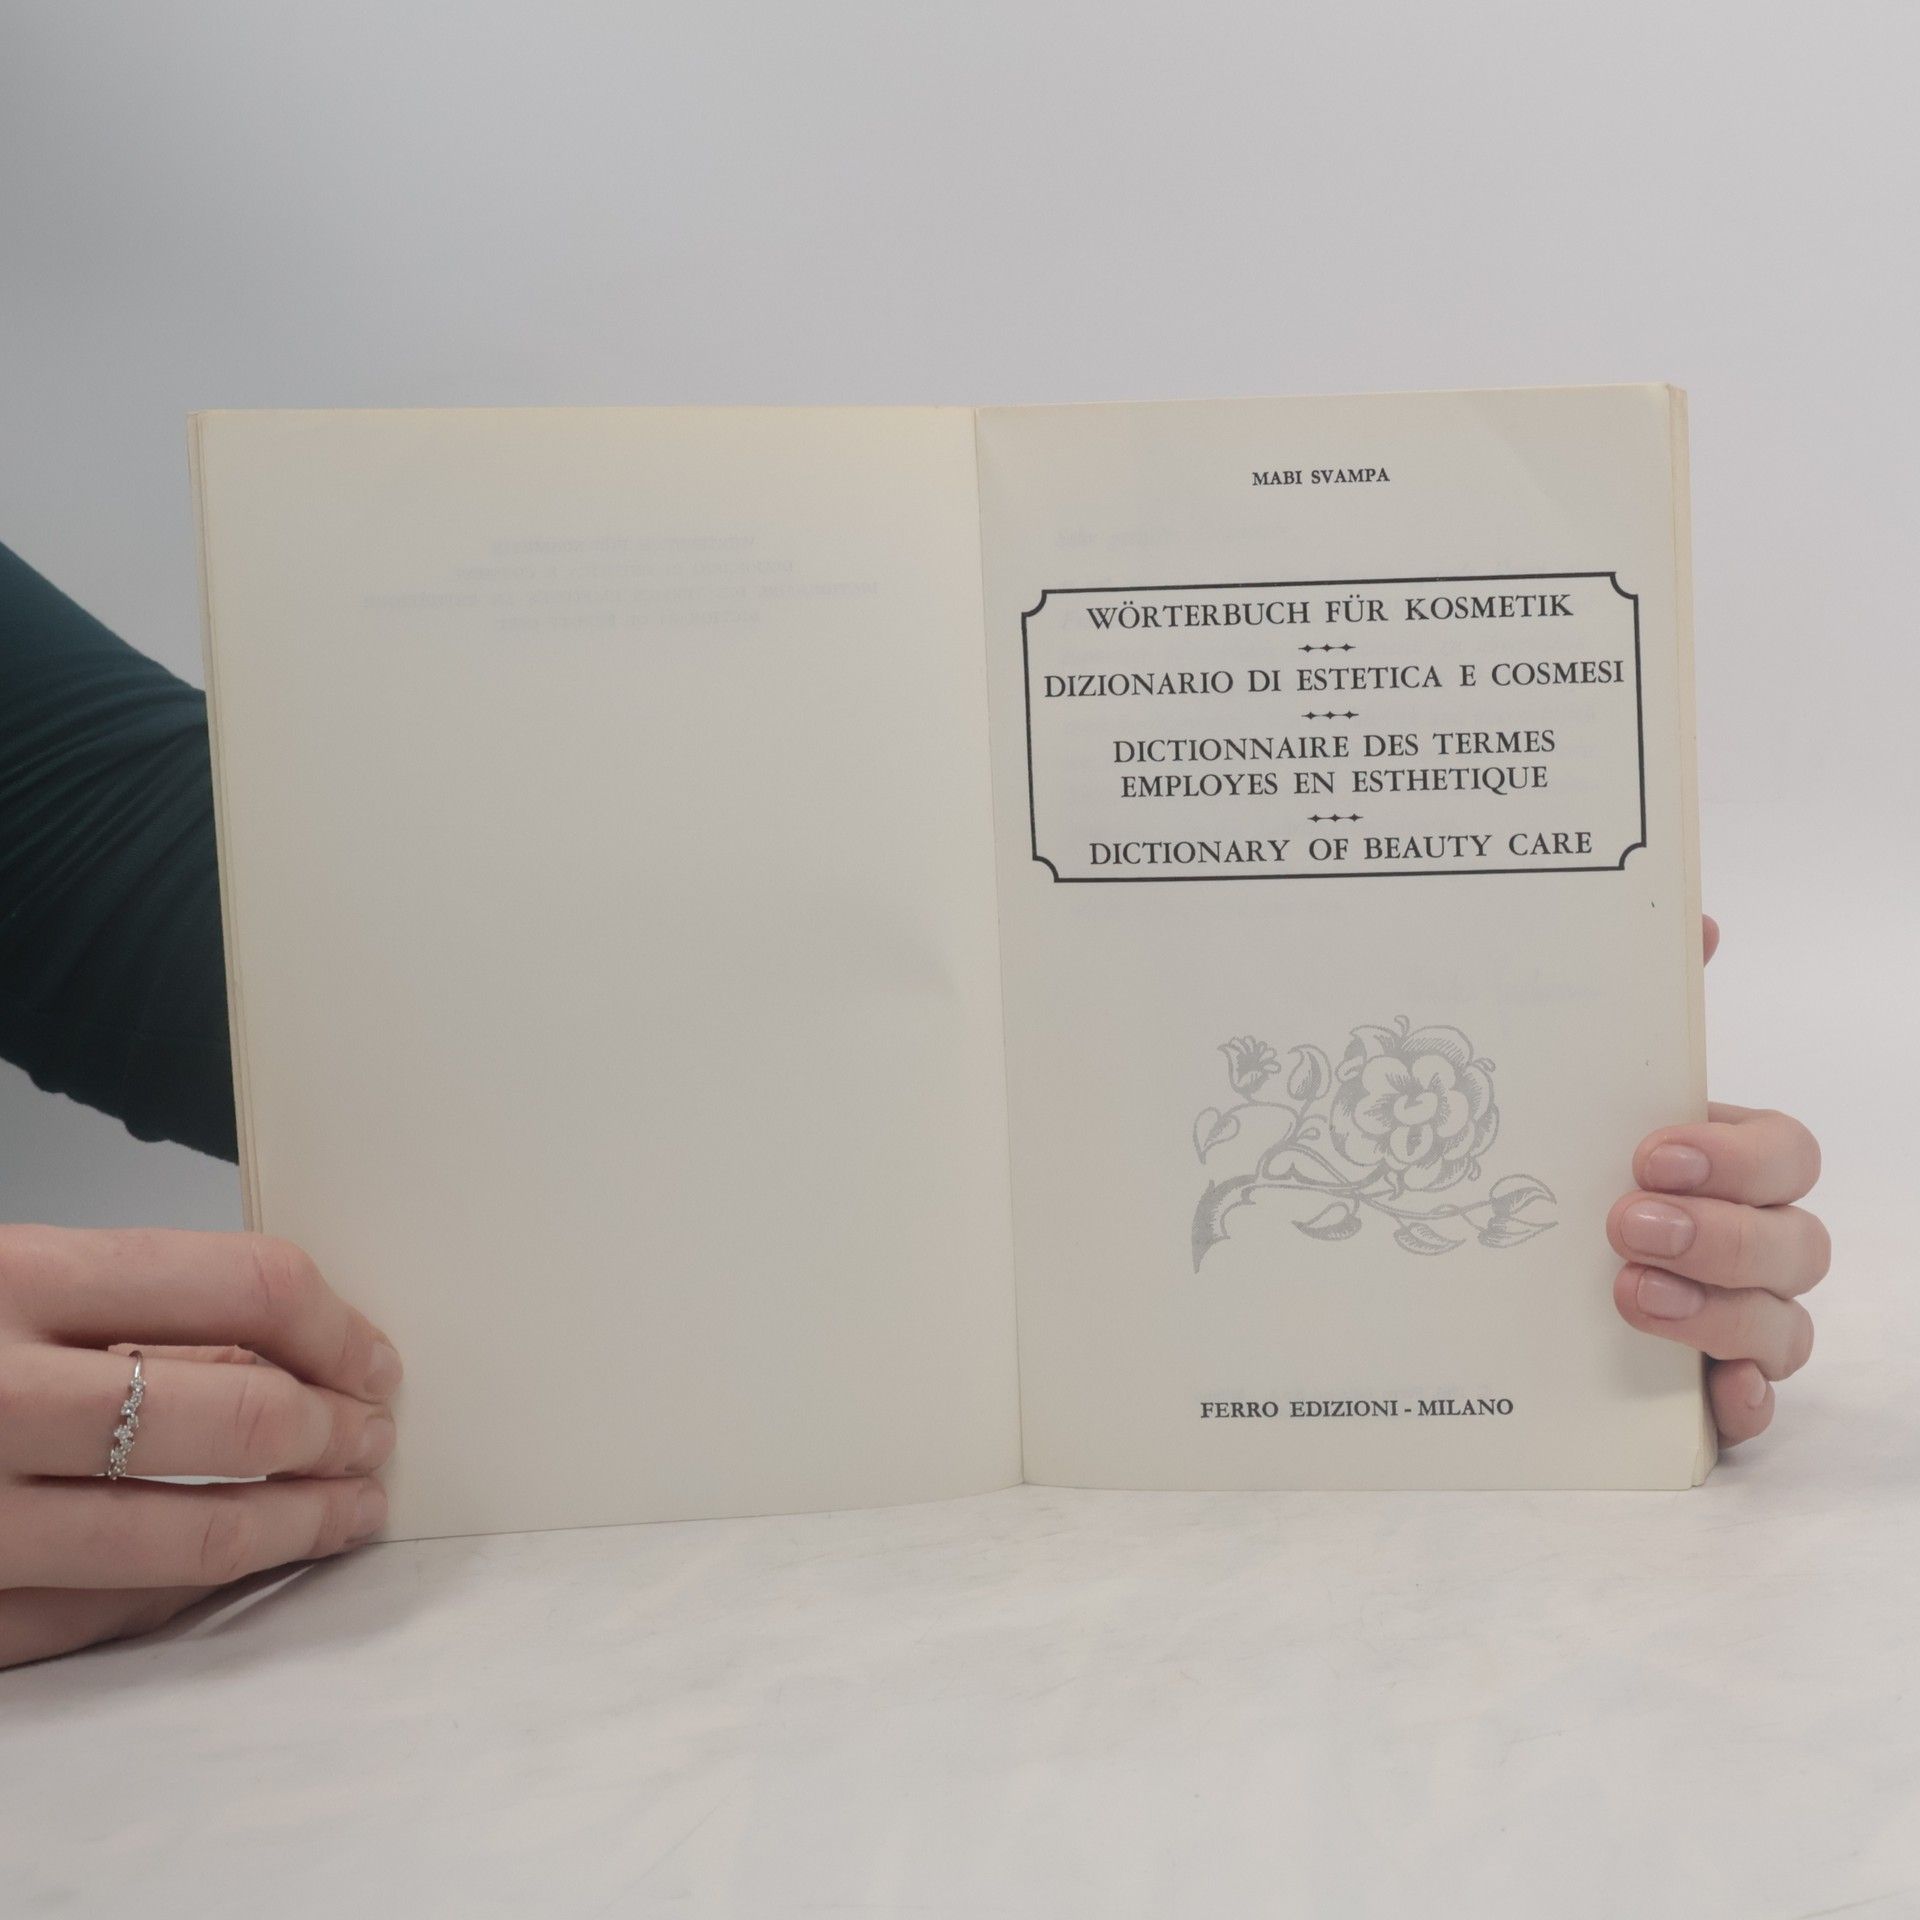 MABI SVAMPA
WÖRTERBUCH FÜR KOSMETIK
DIZIONARIO DI ESTETICA E COSMESI
DICTIONNAIRE DES TERMES
EMPLOYES EN ESTHETIQUE
DICTIONARY OF BEAUTY CARE
FERRO EDIZIONI - MILANO